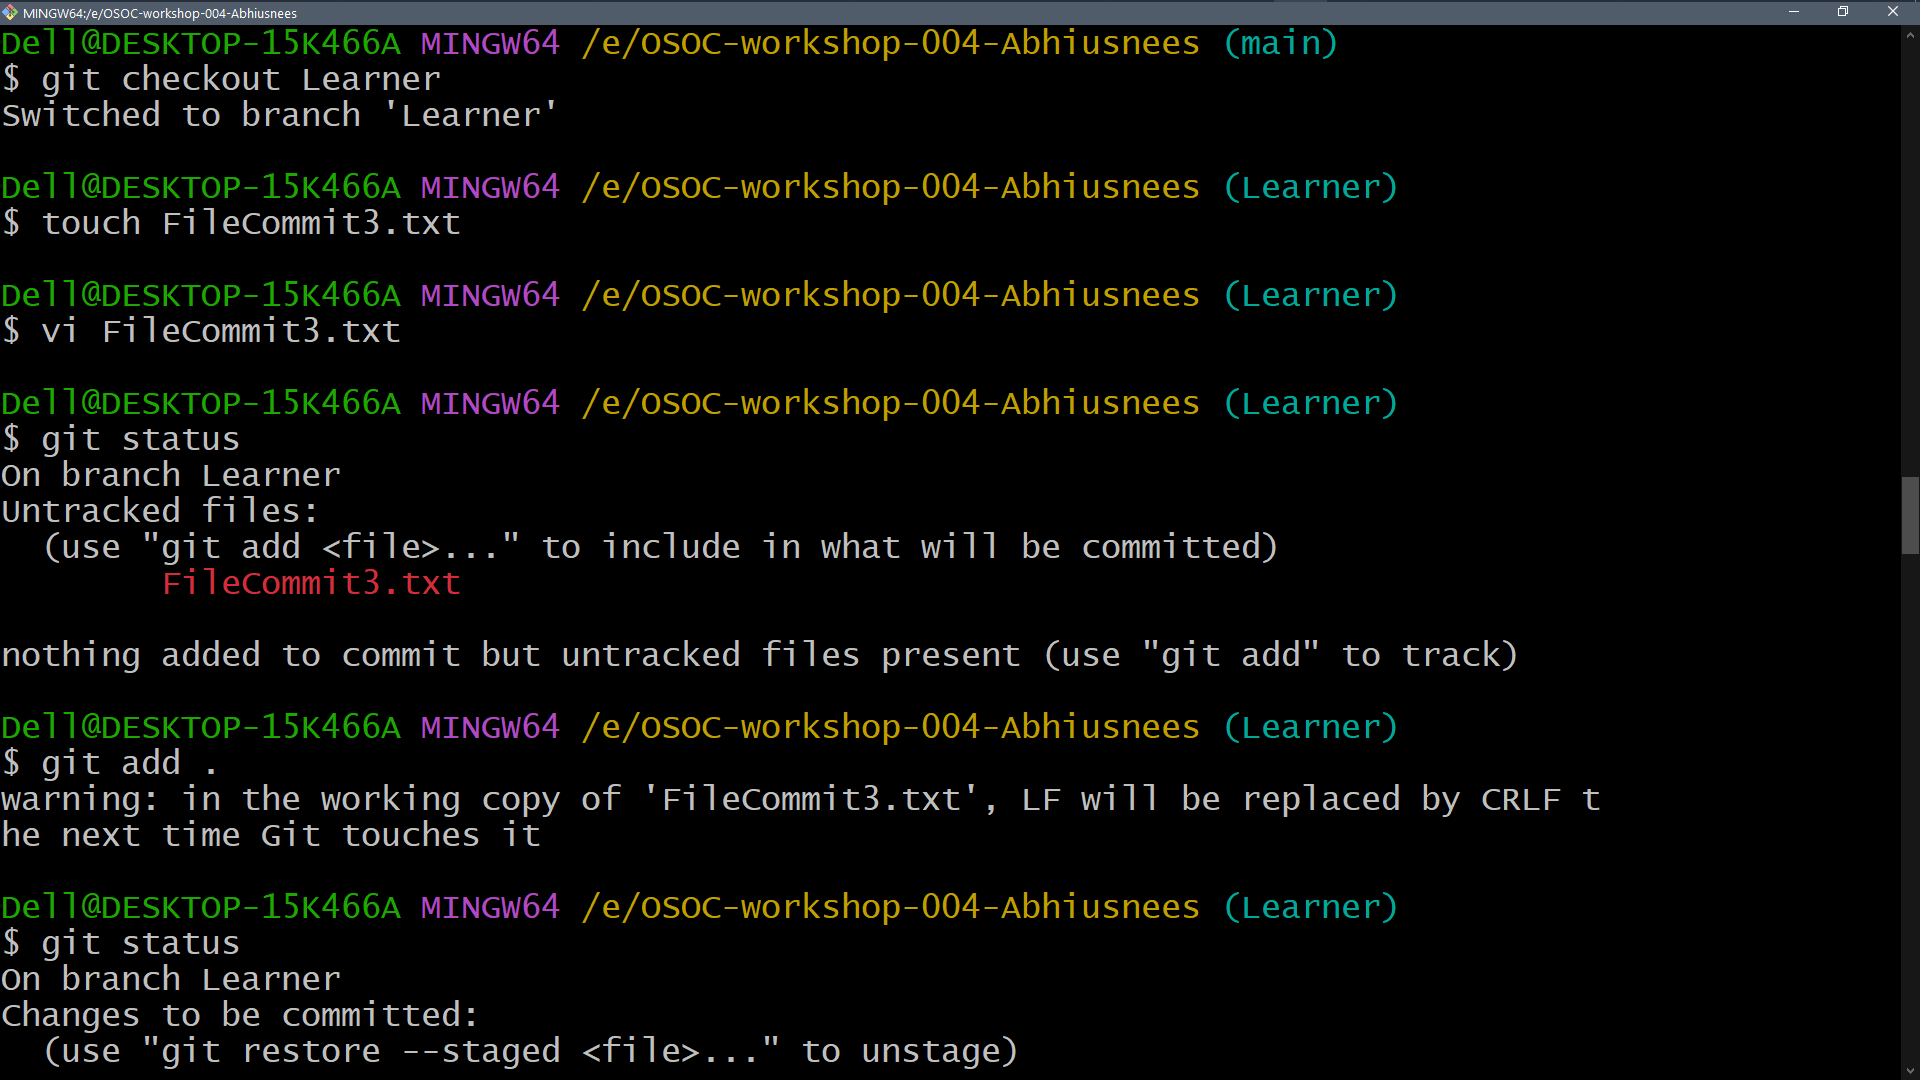 MINGW64:/e/OSOC-workshop-004-Abhiusnees
Dell@DESKTOP-15K466A MINGW64 /e/OSOC-workshop-004-Abhiusnees (main)
$ git checkout Learner
Switched to branch 'Learner'
Dell@DESKTOP-15K466A MINGW64 /e/OSOC-workshop-004-Abhiusnees (Learner)
$ touch FileCommit3.txt
Dell@DESKTOP-15K466A MINGW64 /e/OSOC-workshop-004-Abhiusnees (Learner)
$ vi FileCommit3.txt
Dell@DESKTOP-15K466A MINGW64 /e/OSOC-workshop-004-Abhiusnees (Learner)
$ git status
On branch Learner
Untracked files:
  (use "git add <file>..." to include in what will be committed)
        FileCommit3.txt
nothing added to commit but untracked files present (use "git add" to track)
Dell@DESKTOP-15K466A MINGW64 /e/OSOC-workshop-004-Abhiusnees (Learner)
$ git add .
warning: in the working copy of 'FileCommit3.txt', LF will be replaced by CRLF t
he next time Git touches it
Dell@DESKTOP-15K466A MINGW64 /e/OSOC-workshop-004-Abhiusnees (Learner)
$ git status
On branch Learner
Changes to be committed:
  (use "git restore --staged <file>..." to unstage)